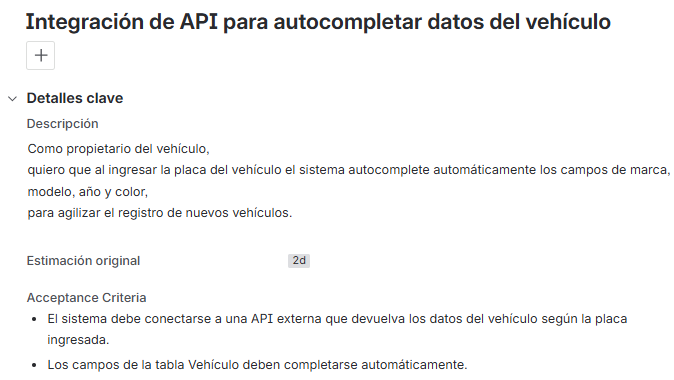 Integración de API para autocompletar datos del vehículo
Detalles clave
Descripción
Como propietario del vehículo,
quiero que al ingresar la placa del vehículo el sistema autocomplete automáticamente los campos de marca,
modelo, año y color,
para agilizar el registro de nuevos vehículos.
Estimación original 2d
Acceptance Criteria
• El sistema debe conectarse a una API externa que devuelva los datos del vehículo según la placa
ingresada.
• Los campos de la tabla Vehículo deben completarse automáticamente.